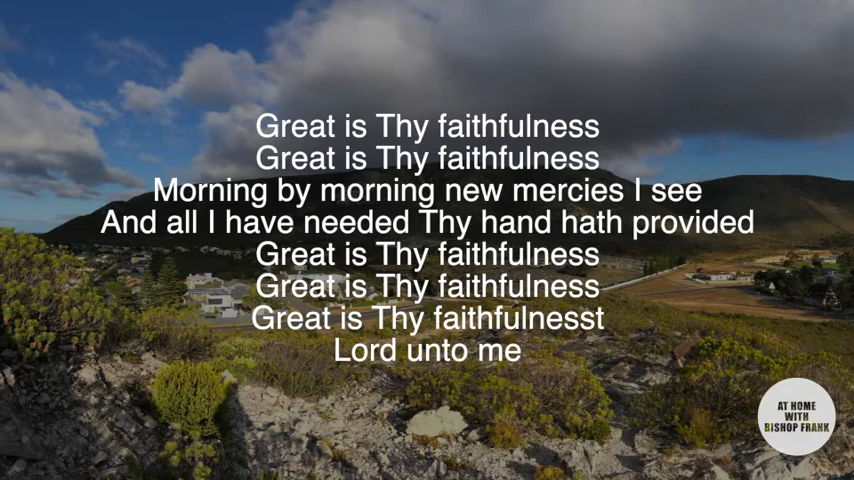 Great is Thy faithfulness
Great is Thy faithfulness
Morning by morning new mercies I see
And all I have needed Thy hand hath provided
Great is Thy faithfulness
Great is Thy faithfulness
Great is Thy faithfulnesst
Lord unto me
AT HOME
WITH
BISHOP FRANK